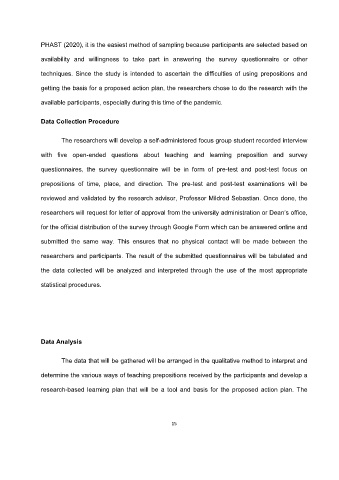 PHAST (2020), it is the easiest method of sampling because participants are selected based on
availability and willingness to take part in answering the survey questionnaire or other
techniques. Since the study is intended to ascertain the difficulties of using prepositions and
getting the basis for a proposed action plan, the researchers chose to do the research with the
available participants, especially during this time of the pandemic.
Data Collection Procedure
The researchers will develop a self-administered focus group student recorded interview
with five open-ended questions about teaching and learning preposition and survey
questionnaires, the survey questionnaire will be in form of pre-test and post-test focus on
prepositions of time, place, and direction. The pre-test and post-test examinations will be
reviewed and validated by the research advisor, Professor Mildred Sebastian. Once done, the
researchers will request for letter of approval from the university administration or Dean's office,
for the official distribution of the survey through Google Form which can be answered online and
submitted the same way. This ensures that no physical contact will be made between the
researchers and participants. The result of the submitted questionnaires will be tabulated and
the data collected will be analyzed and interpreted through the use of the most appropriate
statistical procedures.
Data Analysis
The data that will be gathered will be arranged in the qualitative method to interpret and
determine the various ways of teaching prepositions received by the participants and develop a
research-based learning plan that will be a tool and basis for the proposed action plan. The